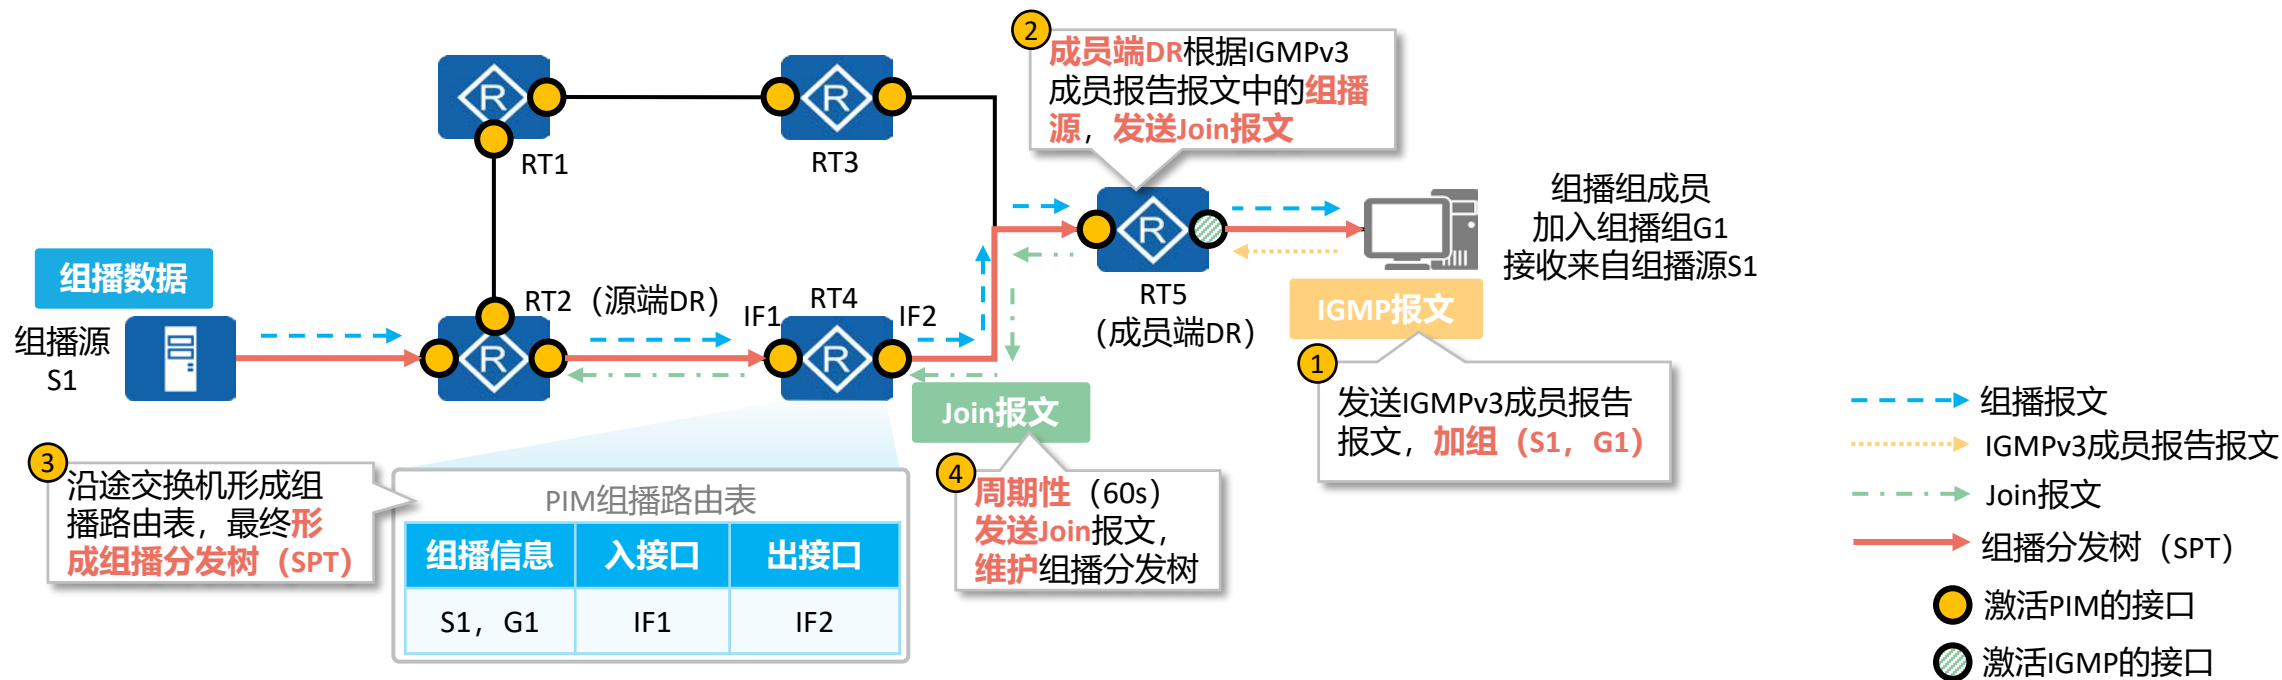 2
成员端DR根据IGMPv3
成员报告报文中的组播
源，发送Join报文
R
R
RT1
RT3
组播数据
组播源
S1
RT2（源端DR）
R
IF1
RT4
R
IF2
R
RT5
（成员端DR）
组播组成员
加入组播组G1
接收来自组播源S1
IGMP报文
1
发送IGMPv3成员报告
报文，加组（S1，G1）
Join报文
4
周期性（60s）
发送Join报文，
维护组播分发树
3
沿途交换机形成组
播路由表，最终形
成组播分发树（SPT）
PIM组播路由表
组播信息 入接口 出接口
S1，G1 IF1 IF2
组播报文
IGMPv3成员报告报文
Join报文
组播分发树（SPT）
激活PIM的接口
激活IGMP的接口